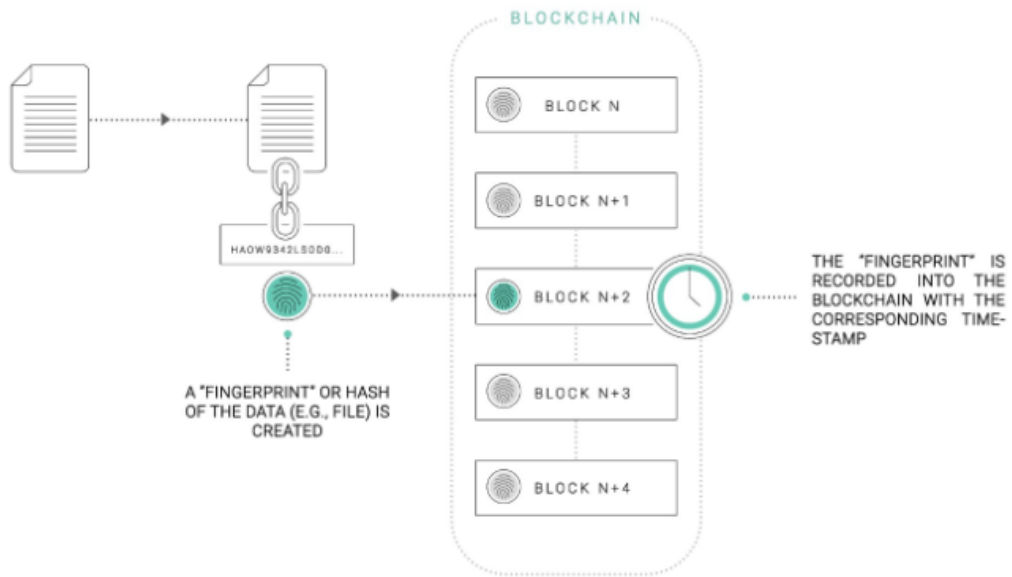 BLOCKCHAIN
BLOCK N
BLOCK N+1
HAOW9342LSODG...
BLOCK N+2
THE "FINGERPRINT" IS
RECORDED INTO THE
BLOCKCHAIN WITH THE
CORRESPONDING TIME-
STAMP
A "FINGERPRINT" OR HASH
OF THE DATA (E.G., FILE) IS
CREATED
BLOCK N+3
BLOCK N+4